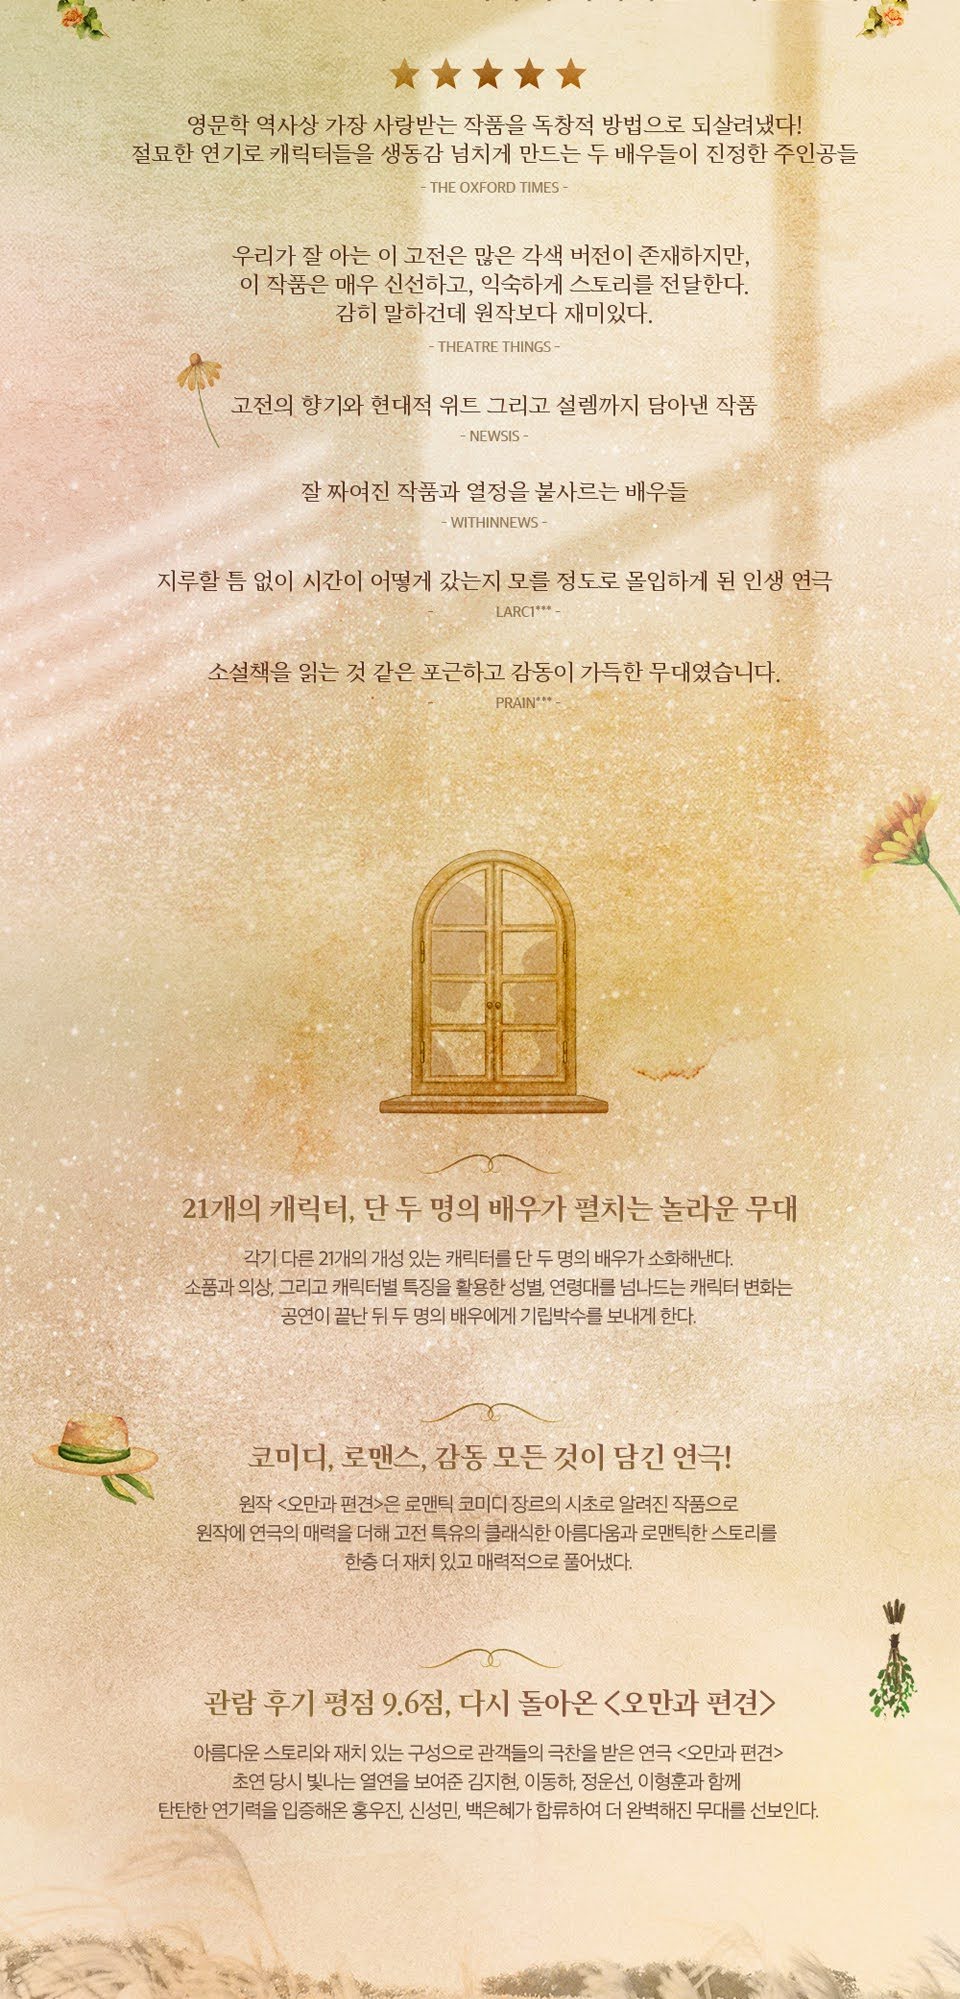 영문학 역사상 가장 사랑받는 작품을 독창적 방법으로 되살려냈다!
절묘한 연기로 캐릭터들을 생동감 넘치게 만드는 두 배우들이 진정한 주인공들
- THE OXFORD TIMES -
우리가 잘 아는 이 고전은 많은 각색 버전이 존재하지만,
이 작품은 매우 신선하고, 익숙하게 스토리를 전달한다.
감히 말하건데 원작보다 재미있다.
- THEATRE THINGS -
고전의 향기와 현대적 위트 그리고 설렘까지 담아낸 작품
- NEWSIS -
잘 짜여진 작품과 열정을 불사르는 배우들
- WITHINNEWS -
지루할 틈 없이 시간이 어떻게 갔는지 모를 정도로 몰입하게 된 인생 연극
- LARC1*** -
소설책을 읽는 것 같은 포근하고 감동이 가득한 무대였습니다.
- PRAIN*** -
21개의 캐릭터, 단 두 명의 배우가 펼치는 놀라운 무대
각기 다른 21개의 개성 있는 캐릭터를 단 두 명의 배우가 소화해낸다.
소품과 의상, 그리고 캐릭터별 특징을 활용한 성별, 연령대를 넘나드는 캐릭터 변화는
공연이 끝난 뒤 두 명의 배우에게 기립박수를 보내게 한다.
코미디, 로맨스, 감동 모든 것이 담긴 연극!
원작 <오만과 편견>은 로맨틱 코미디 장르의 시초로 알려진 작품으로
원작에 연극의 매력을 더해 고전 특유의 클래식한 아름다움과 로맨틱한 스토리를
한층 더 재치 있고 매력적으로 풀어냈다.
관람 후기 평점 9.6점, 다시 돌아온 <오만과 편견>
아름다운 스토리와 재치 있는 구성으로 관객들의 극찬을 받은 연극 <오만과 편견>
초연 당시 빛나는 열연을 보여준 김지현, 이동하, 정운선, 이형훈과 함께
탄탄한 연기력을 입증해온 홍우진, 신성민, 백은혜가 합류하여 더 완벽해진 무대를 선보인다.